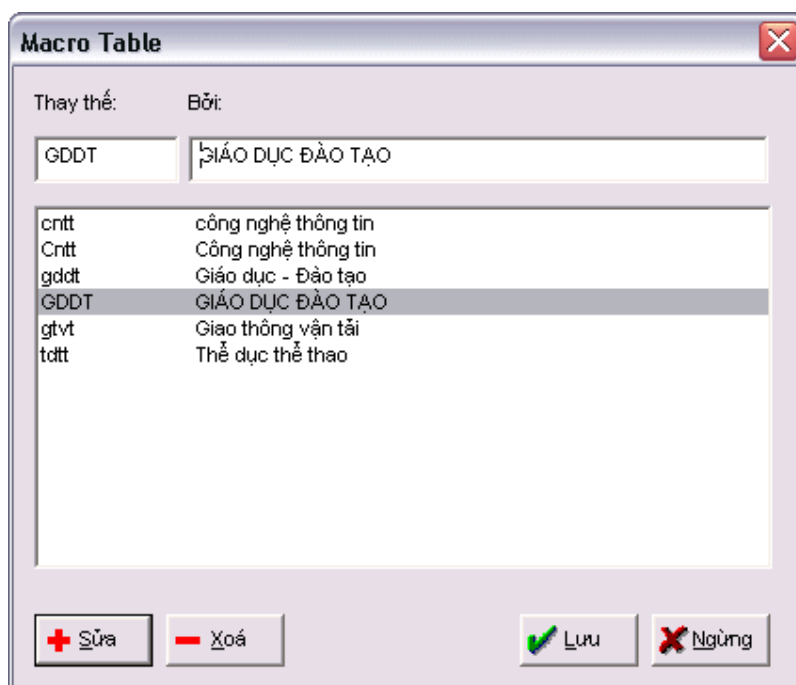 Macro Table
Thay thế: Bởi:
GDDT GIÁO DỤC ĐÀO TẠO
cntt công nghệ thông tin
Cntt Công nghệ thông tin
gddt Giáo dục - Đào tạo
GDDT GIÁO DỤC ĐÀO TẠO
gtvt Giao thông vận tải
tdtt Thể dục thể thao
Sửa Xoá Lưu Ngừng